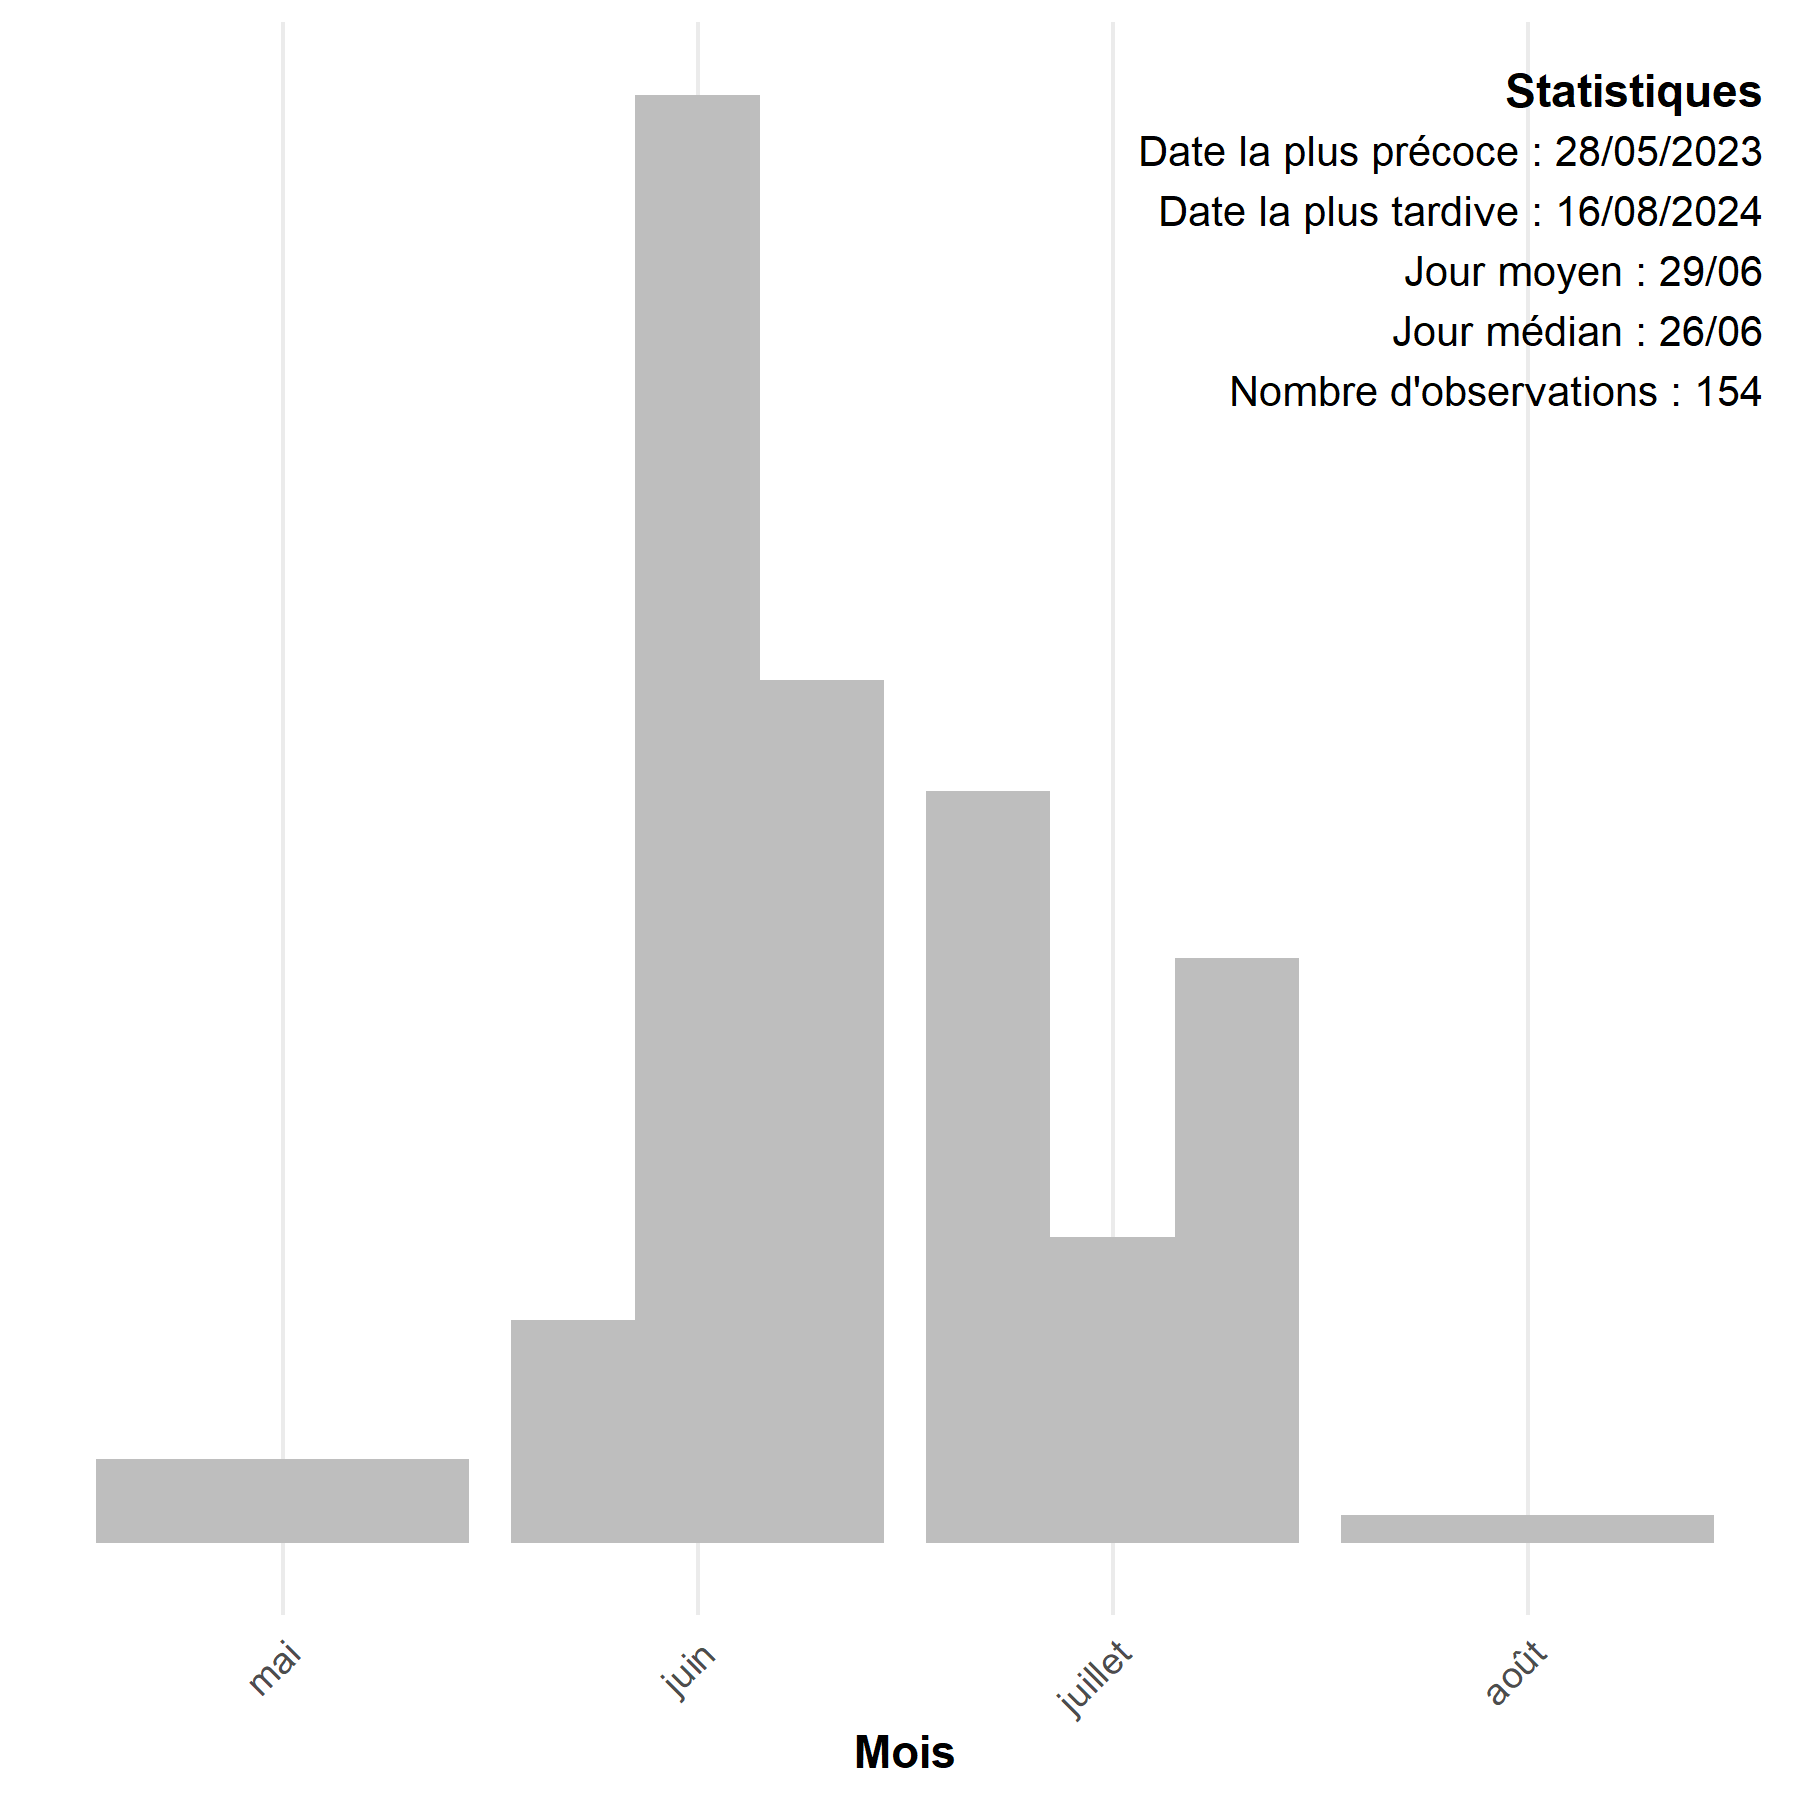 Statistiques
Date la plus précoce : 28/05/2023
Date la plus tardive : 16/08/2024
Jour moyen : 29/06
Jour médian : 26/06
Nombre d'observations : 154
mai
juin
juillet
août
Mois